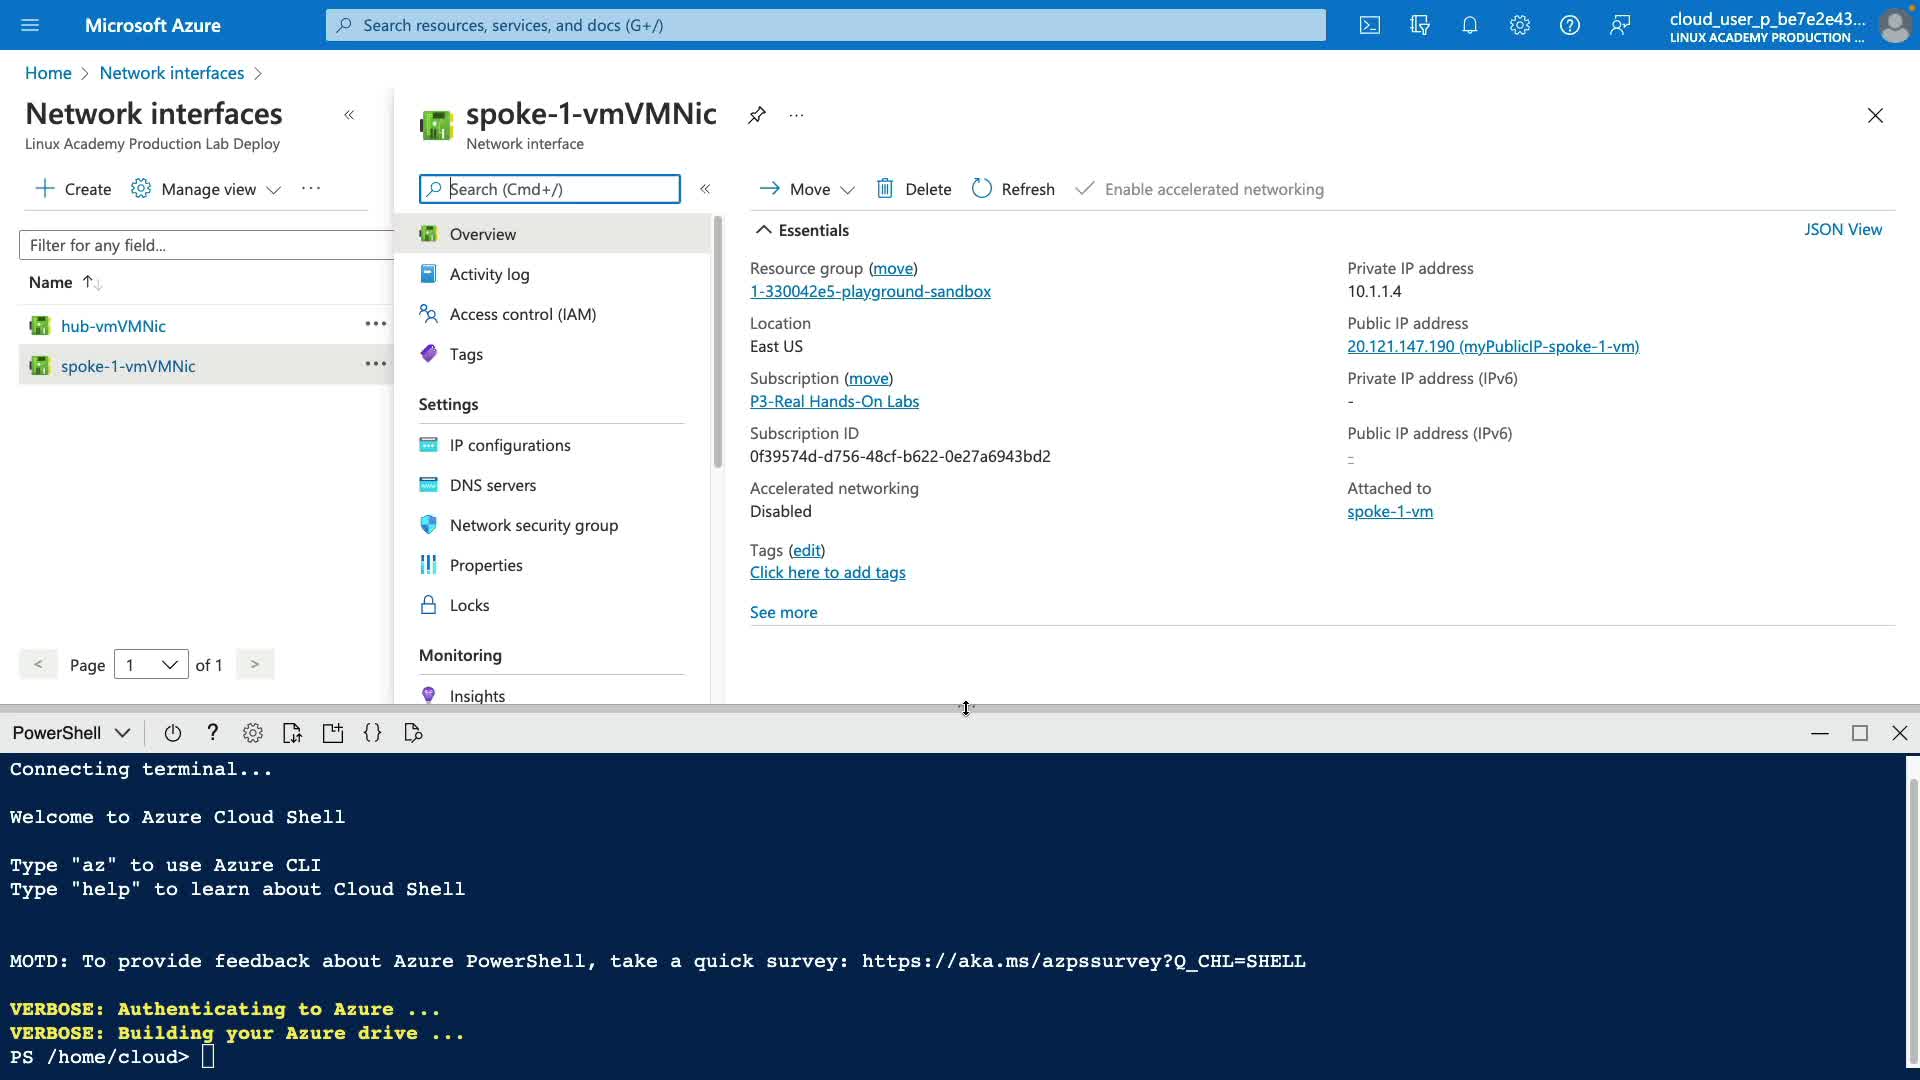 Microsoft Azure
Search resources, services, and docs (G+/)
cloud_user_p_be7e2e43...
LINUX ACADEMY PRODUCTION ...
Home > Network interfaces >
Network interfaces
Linux Academy Production Lab Deploy
Create
Manage view
...
Filter for any field...
Name
hub-vmVMNic
spoke-1-vmVMNic
< Page 1 of 1 >
spoke-1-vmVMNic
...
Network interface
Search (Cmd+/)
Overview
Activity log
Access control (IAM)
Tags
Settings
IP configurations
DNS servers
Network security group
Properties
Locks
Monitoring
Insights
Move
Delete
Refresh
Enable accelerated networking
Essentials
JSON View
Resource group (move)
1-330042e5-playground-sandbox
Location
East US
Subscription (move)
P3-Real Hands-On Labs
Subscription ID
0f39574d-d756-48cf-b622-0e27a6943bd2
Accelerated networking
Disabled
Tags (edit)
Click here to add tags
See more
Private IP address
10.1.1.4
Public IP address
20.121.147.190 (myPublicIP-spoke-1-vm)
Private IP address (IPv6)
-
Public IP address (IPv6)
-
Attached to
spoke-1-vm
PowerShell
?
{}
Connecting terminal...
Welcome to Azure Cloud Shell
Type "az" to use Azure CLI
Type "help" to learn about Cloud Shell
MOTD: To provide feedback about Azure PowerShell, take a quick survey: https://aka.ms/azpssurvey?Q_CHL=SHELL
VERBOSE: Authenticating to Azure ...
VERBOSE: Building your Azure drive ...
PS /home/cloud>